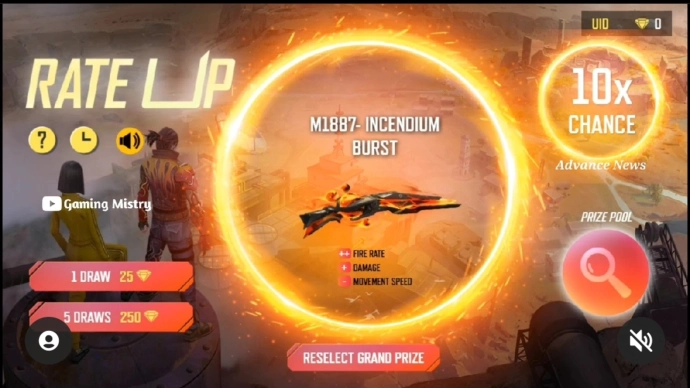 UID 0
RATE UP
10x
CHANCE
M1887- INCENDIUM
BURST
?
Advance News
Gaming Mistry
PRIZE POOL
++ FIRE RATE
+ DAMAGE
- MOVEMENT SPEED
1 DRAW 25
5 DRAWS 250
RESELECT GRAND PRIZE